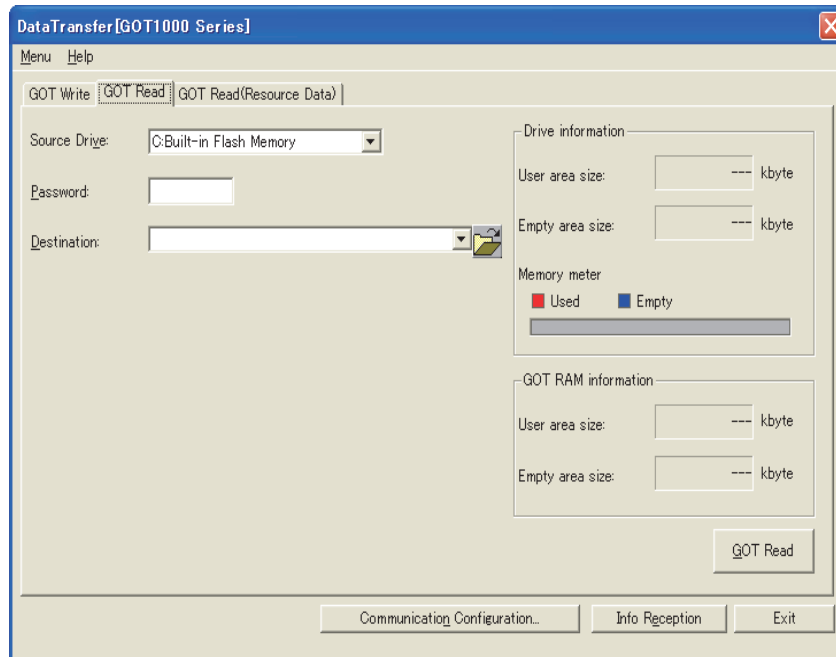 DataTransfer[GOT1000 Series]
Menu Help
GOT Write GOT Read GOT Read(Resource Data)
Source Drive: C:Built-in Flash Memory
Password:
Destination:
Drive information
User area size: --- kbyte
Empty area size: --- kbyte
Memory meter
Used Empty
GOT RAM information
User area size: --- kbyte
Empty area size: --- kbyte
GOT Read
Communication Configuration... Info Reception Exit